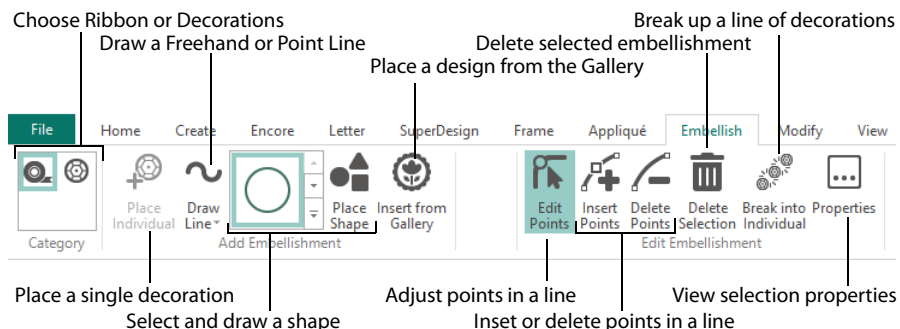 Choose Ribbon or Decorations
Break up a line of decorations
Draw a Freehand or Point Line
Delete selected embellishment
Place a design from the Gallery
File Home Create Encore Letter SuperDesign Frame Appliqué Embellish Modify View
Place Individual
Draw Line
Place Shape
Insert from Gallery
Edit Points
Insert Points
Delete Points
Delete Selection
Break into Individual
Properties
Category
Add Embellishment
Edit Embellishment
Place a single decoration
Adjust points in a line
View selection properties
Select and draw a shape
Inset or delete points in a line